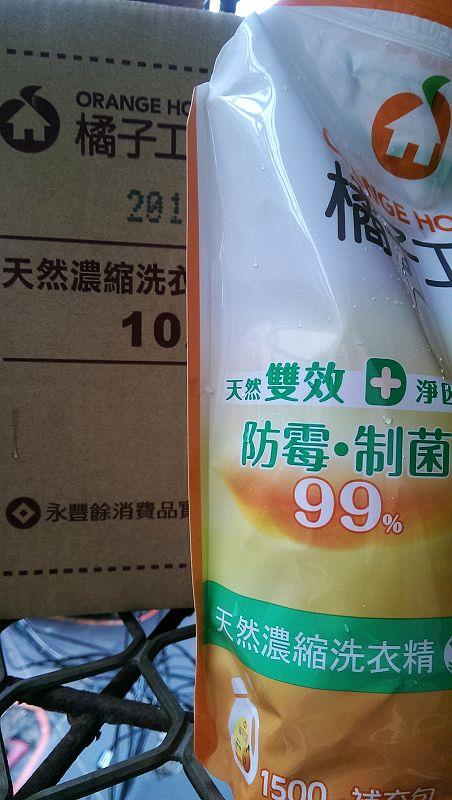 ORANGE HO
橘子工
201
天然濃縮洗衣
10
永豐餘消費品實
NGE HO
橘子工
天然 雙效 + 淨
防霉·制菌
99%
天然濃縮洗衣精
1500 補充包